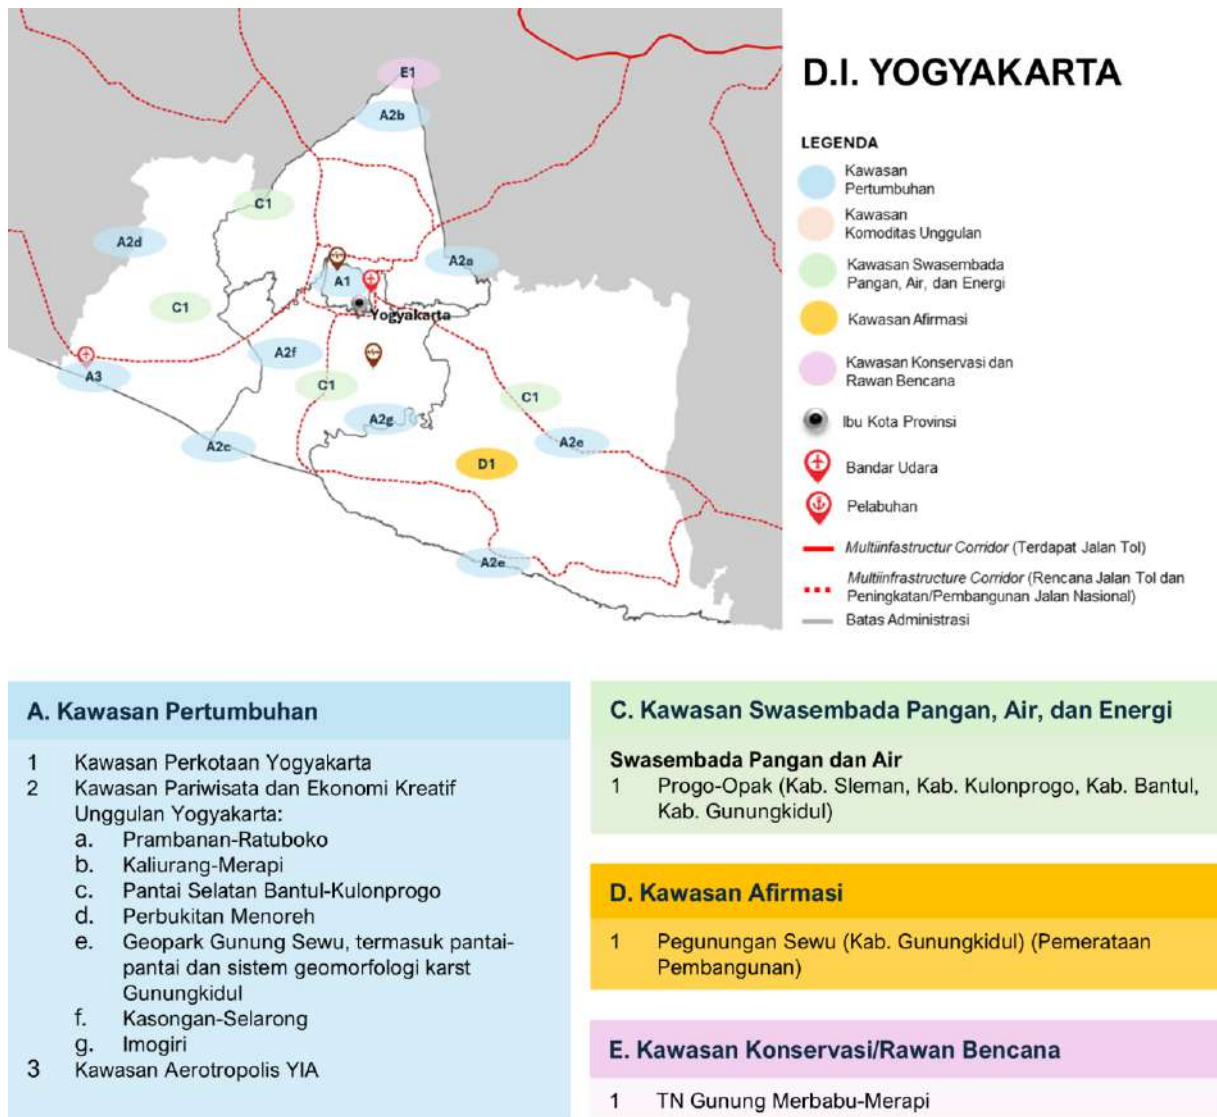 D.I. YOGYAKARTA
LEGENDA
Kawasan
Pertumbuhan
Kawasan
Komoditas Unggulan
Kawasan Swasembada
Pangan, Air, dan Energi
Kawasan Afirmasi
Kawasan Konservasi dan
Rawan Bencana
Ibu Kota Provinsi
Bandar Udara
Pelabuhan
Multiinfastructur Corridor (Terdapat Jalan Tol)
Multiinfrastructure Corridor (Rencana Jalan Tol dan
Peningkatan/Pembangunan Jalan Nasional)
Batas Administrasi
E1
A2b
C1
A2d
A2a
A1
C1
Yogyakarta
A2f
A3
C1
C1
A2g
A2c
A2e
D1
A2e
A. Kawasan Pertumbuhan
1 Kawasan Perkotaan Yogyakarta
2 Kawasan Pariwisata dan Ekonomi Kreatif
Unggulan Yogyakarta:
a. Prambanan-Ratuboko
b. Kaliurang-Merapi
c. Pantai Selatan Bantul-Kulonprogo
d. Perbukitan Menoreh
e. Geopark Gunung Sewu, termasuk pantai-
pantai dan sistem geomorfologi karst
Gunungkidul
f. Kasongan-Selarong
g. Imogiri
3 Kawasan Aerotropolis YIA
C. Kawasan Swasembada Pangan, Air, dan Energi
Swasembada Pangan dan Air
1 Progo-Opak (Kab. Sleman, Kab. Kulonprogo, Kab. Bantul,
Kab. Gunungkidul)
D. Kawasan Afirmasi
1 Pegunungan Sewu (Kab. Gunungkidul) (Pemerataan
Pembangunan)
E. Kawasan Konservasi/Rawan Bencana
1 TN Gunung Merbabu-Merapi